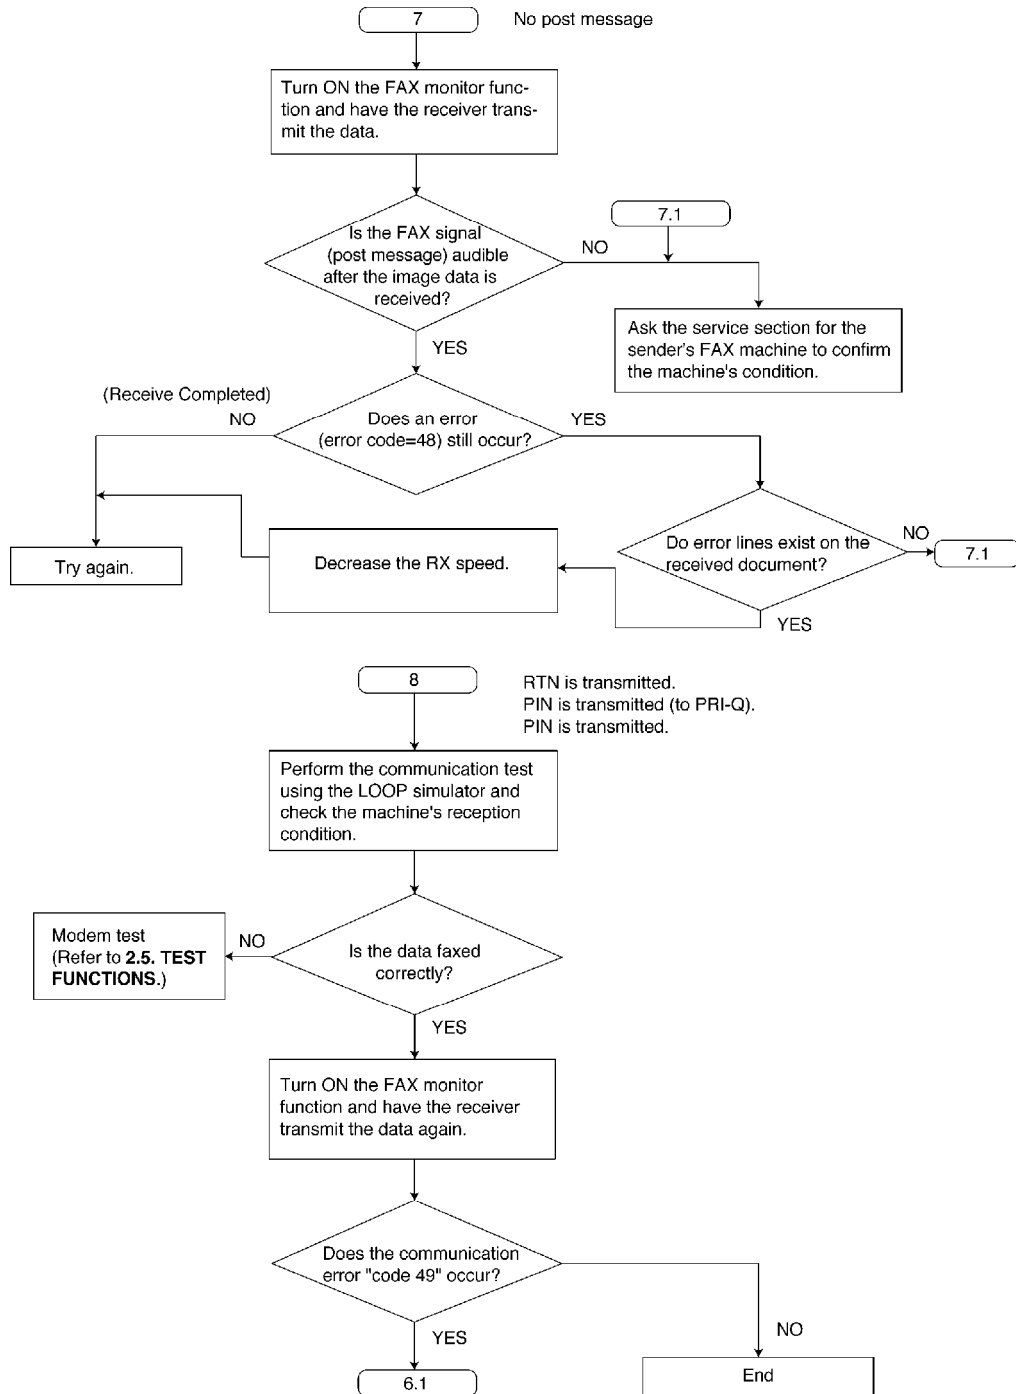 7
No post message
Turn ON the FAX monitor func-
tion and have the receiver trans-
mit the data.
7.1
Is the FAX signal
(post message) audible
after the image data is
received?
NO
Ask the service section for the
sender's FAX machine to confirm
the machine's condition.
YES
(Receive Completed)
NO
Does an error
(error code=48) still occur?
YES
Do error lines exist on the
received document?
NO
7.1
YES
Decrease the RX speed.
Try again.
8
RTN is transmitted.
PIN is transmitted (to PRI-Q).
PIN is transmitted.
Perform the communication test
using the LOOP simulator and
check the machine's reception
condition.
Is the data faxed
correctly?
NO
Modem test
(Refer to 2.5. TEST
FUNCTIONS.)
YES
Turn ON the FAX monitor
function and have the receiver
transmit the data again.
Does the communication
error "code 49" occur?
NO
YES
6.1
End